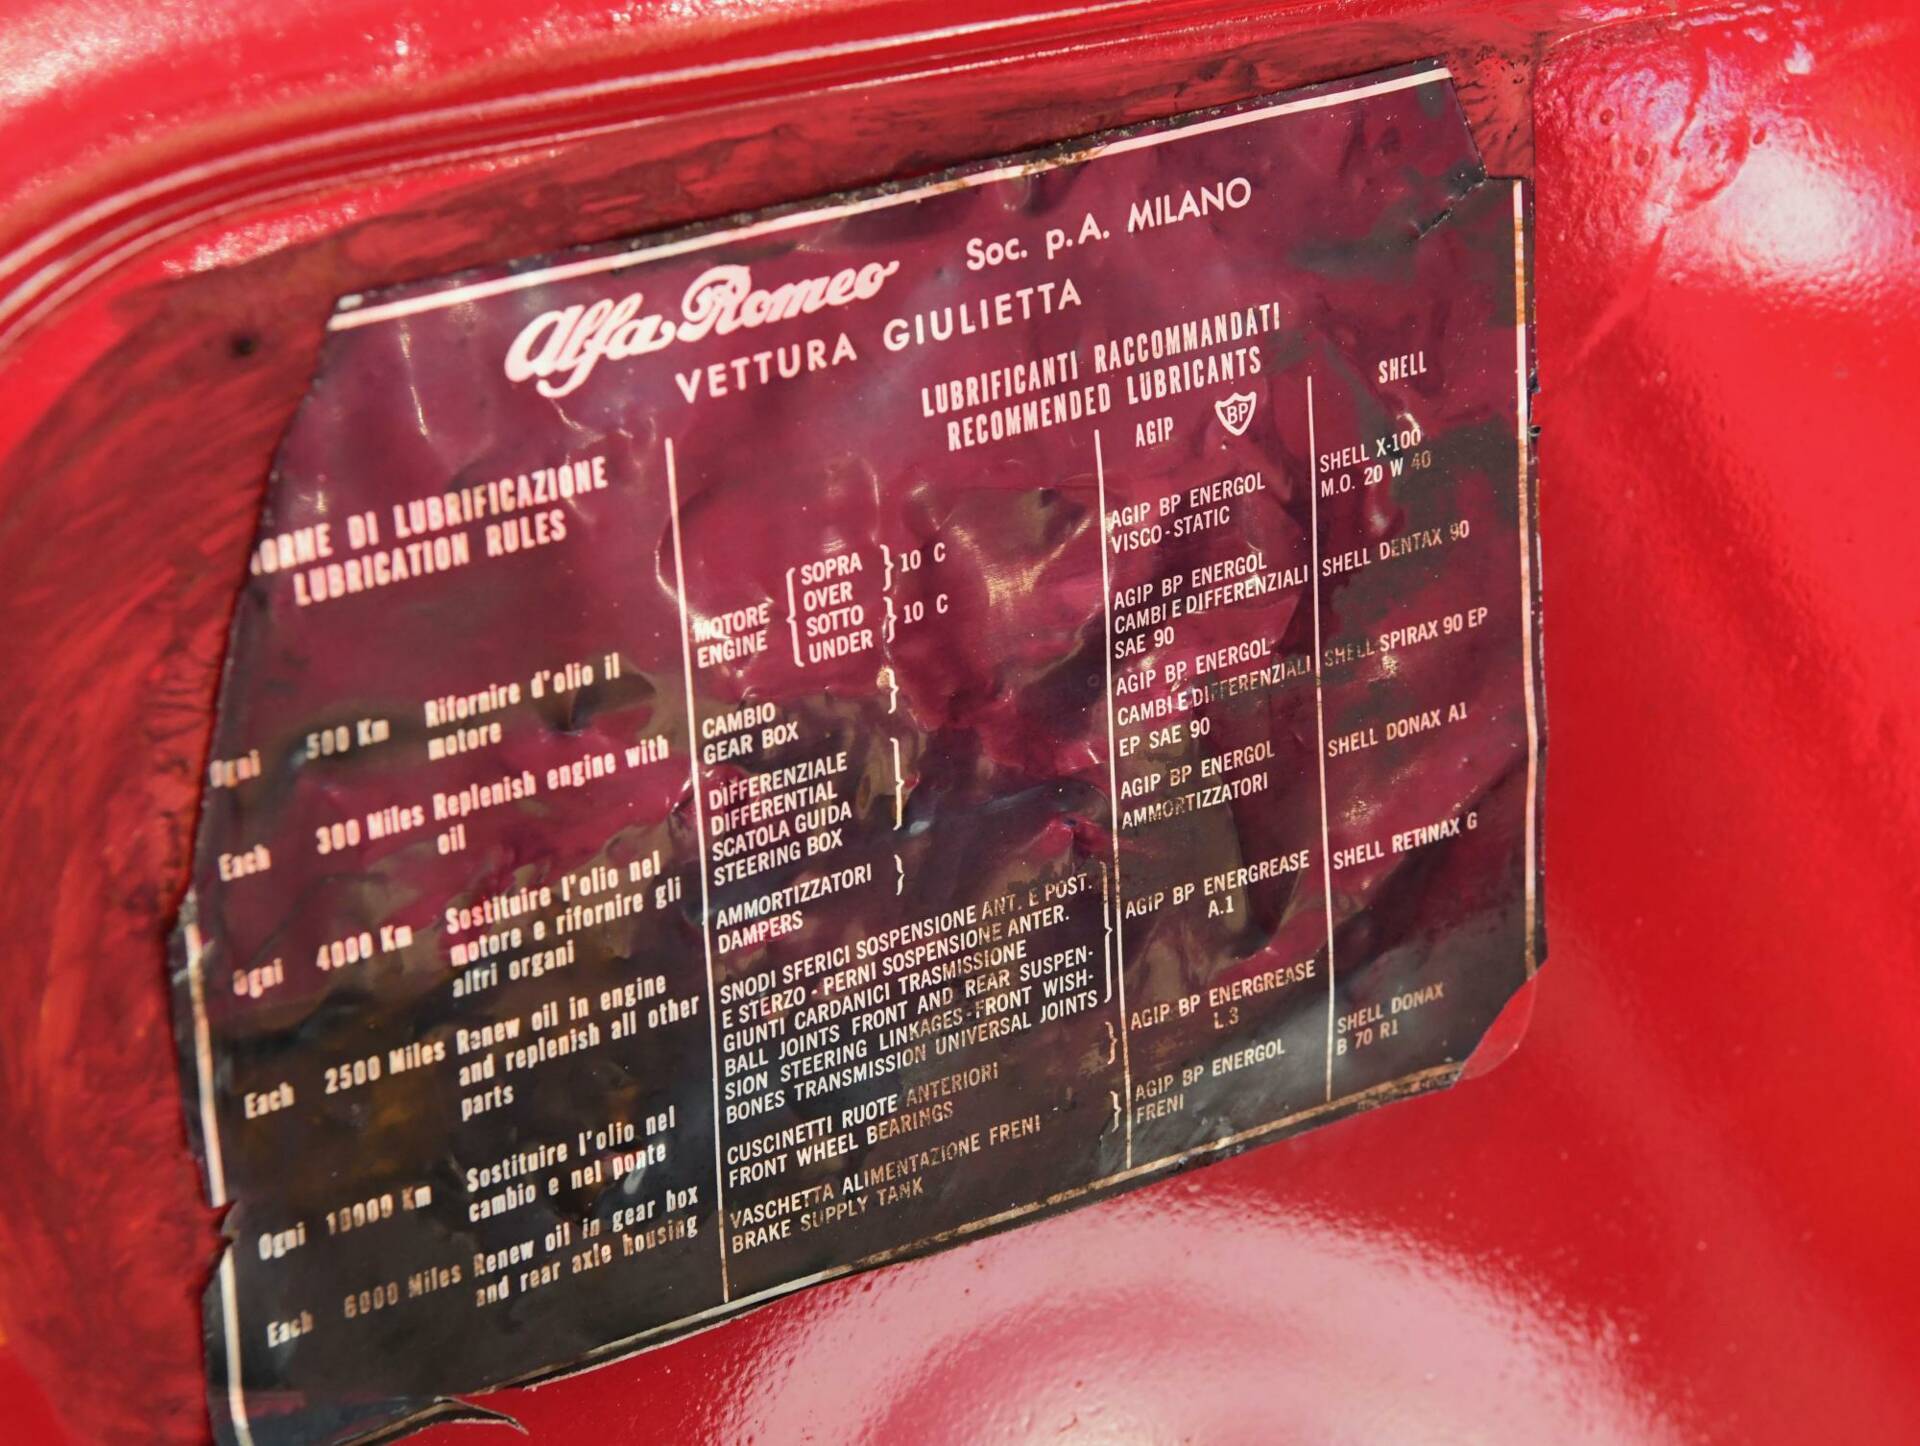 Alfa Romeo Soc. p.A. MILANO
VETTURA GIULIETTA
ORME DI LUBRIFICAZIONE
LUBRICATION RULES
Ogni 500 Km Rifornire d'olio il
motore
Each 300 Miles Replenish engine with
oil
Ogni 4000 Km Sostituire l'olio nel
motore e rifornire gli
altri organi
Each 2500 Miles Renew oil in engine
and replenish all other
parts
Ogni 10000 Km Sostituire l'olio nel
cambio e nel ponte
Each 6000 Miles Renew oil in gear box
and rear axle housing
LUBRIFICANTI RACCOMMANDATI
RECOMMENDED LUBRICANTS
MOTORE
ENGINE
SOPRA
OVER
10 C
SOTTO
UNDER
10 C
CAMBIO
GEAR BOX
DIFFERENZIALE
DIFFERENTIAL
SCATOLA GUIDA
STEERING BOX
AMMORTIZZATORI
DAMPERS
SNODI SFERICI SOSPENSIONE ANT. E POST.
E STERZO - PERNI SOSPENSIONE ANTER.
GIUNTI CARDANICI TRASMISSIONE
BALL JOINTS FRONT AND REAR SUSPEN-
SION STEERING LINKAGES-FRONT WISH-
BONES TRANSMISSION UNIVERSAL JOINTS
CUSCINETTI RUOTE ANTERIORI
FRONT WHEEL BEARINGS
VASCHETTA ALIMENTAZIONE FRENI
BRAKE SUPPLY TANK
AGIP BP
AGIP BP ENERGOL
VISCO-STATIC
AGIP BP ENERGOL
CAMBI E DIFFERENZIALI
SAE 90
AGIP BP ENERGOL
CAMBI E DIFFERENZIALI
EP SAE 90
AGIP BP ENERGOL
AMMORTIZZATORI
AGIP BP ENERGREASE
A.1
AGIP BP ENERGREASE
L 3
AGIP BP ENERGOL
FRENI
SHELL
SHELL X-100
M.O. 20 W 40
SHELL DENTAX 90
SHELL SPIRAX 90 EP
SHELL DONAX A1
SHELL RETINAX G
SHELL DONAX
B 70 R1